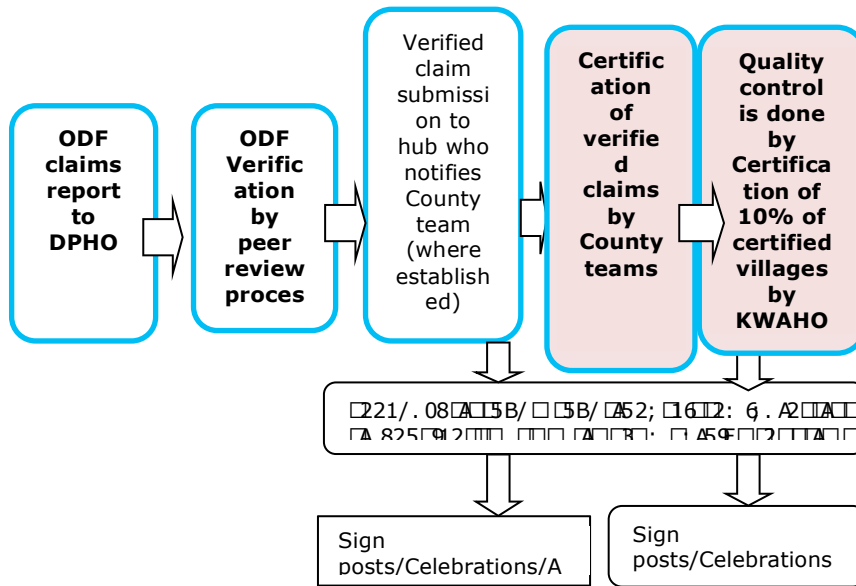 ODF
claims
report
to
DPHO
ODF
Verific
ation
by
peer
review
proces
Verified
claim
submissi
on to
hub who
notifies
County
team
(where
establish
ed)
Certific
ation
of
verifie
d
claims
by
County
teams
Quality
control
is done
by
Certifica
tion of
10% of
certified
villages
by
KWAHO
Sign
posts/Celebrations/A
Sign
posts/Celebrations